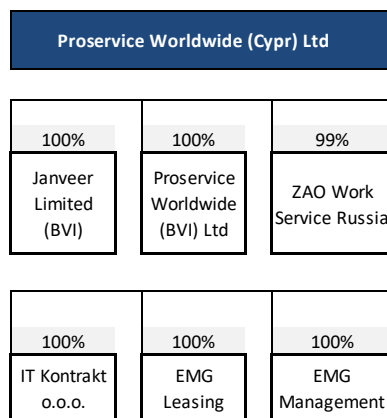 Proservice Worldwide (Cypr) Ltd
100% 100% 99%
Janveer Limited (BVI)
Proservice Worldwide (BVI) Ltd
ZAO Work Service Russia
100% 100% 100%
IT Kontrakt o.o.o.
EMG Leasing
EMG Management